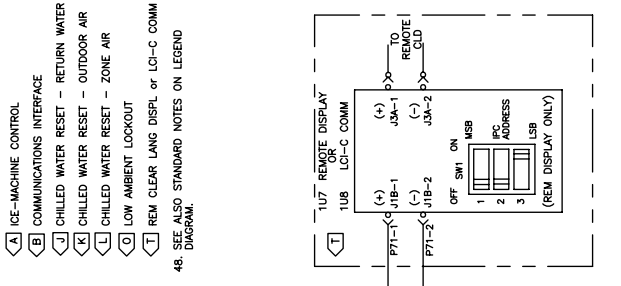 A ICE-MACHINE CONTROL
B COMMUNICATIONS INTERFACE
J CHILLED WATER RESET - RETURN WATER
K CHILLED WATER RESET - OUTDOOR AIR
L CHILLED WATER RESET - ZONE AIR
O LOW AMBIENT LOCKOUT
T REM CLEAR LANG DISPL or LCI-C COMM
48. SEE ALSO STANDARD NOTES ON LEGEND
DIAGRAM.
TO
REMOTE
CLD
1U7 REMOTE DISPLAY
OR
1U8 LCI-C COMM
T
(+)
J3A-1
(-)
J3A-2
(+)
J1B-1
(-)
J1B-2
P71-1
P71-2
OFF SW1 ON
MSB
1
2
3
IPC
ADDRESS
LSB
(REM DISPLAY ONLY)